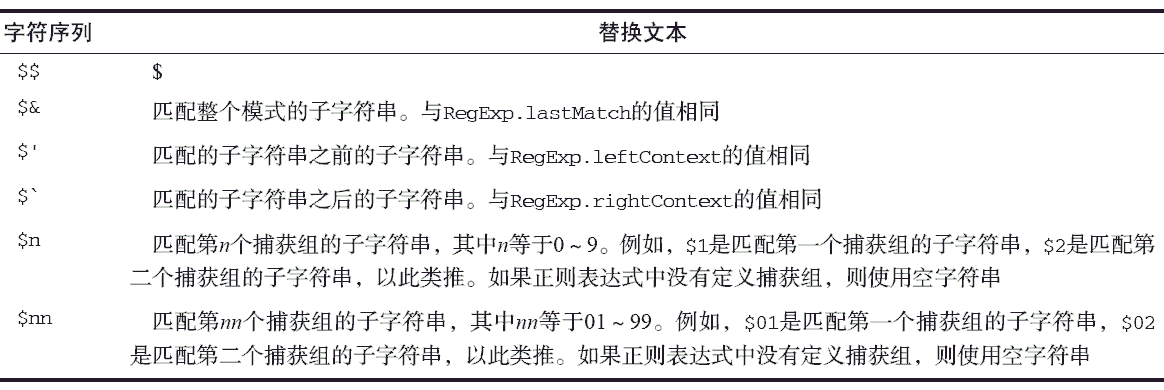 字符序列 替换文本
$$ $
$& 匹配整个模式的子字符串。与RegExp.lastMatch的值相同
$' 匹配的子字符串之前的子字符串。与RegExp.leftContext的值相同
$` 匹配的子字符串之后的子字符串。与RegExp.rightContext的值相同
$n 匹配第n个捕获组的子字符串，其中n等于0～9。例如，$1是匹配第一个捕获组的子字符串，$2是匹配第
二个捕获组的子字符串，以此类推。如果正则表达式中没有定义捕获组，则使用空字符串
$nn 匹配第nn个捕获组的子字符串，其中nn等于01～99。例如，$01是匹配第一个捕获组的子字符串，$02
是匹配第二个捕获组的子字符串，以此类推。如果正则表达式中没有定义捕获组，则使用空字符串